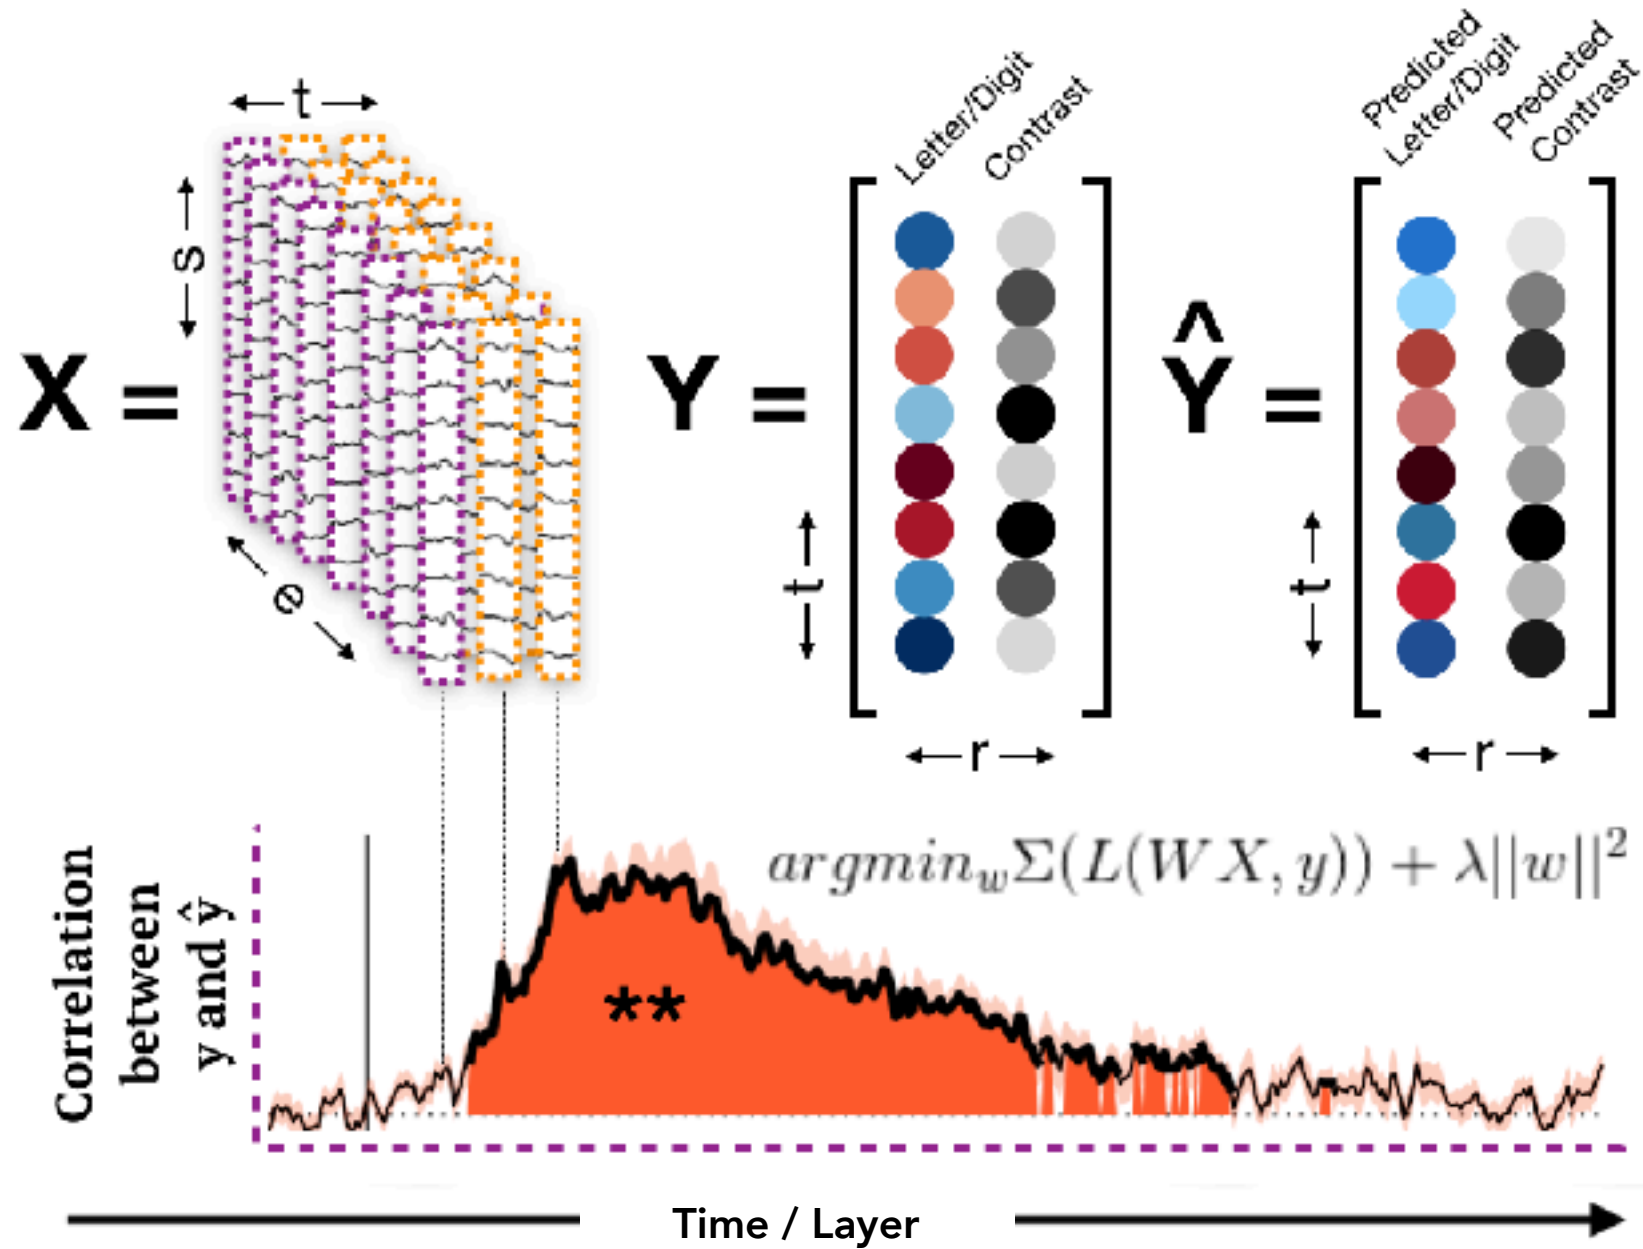 t
s
e
X =
Letter/Digit
Contrast
Y =
t
r
Predicted
Letter/Digit
Predicted
Contrast
Ŷ =
t
r
argmin_w Σ(L(WX, y)) + λ||w||²
Correlation
between
y and ŷ
**
Time / Layer